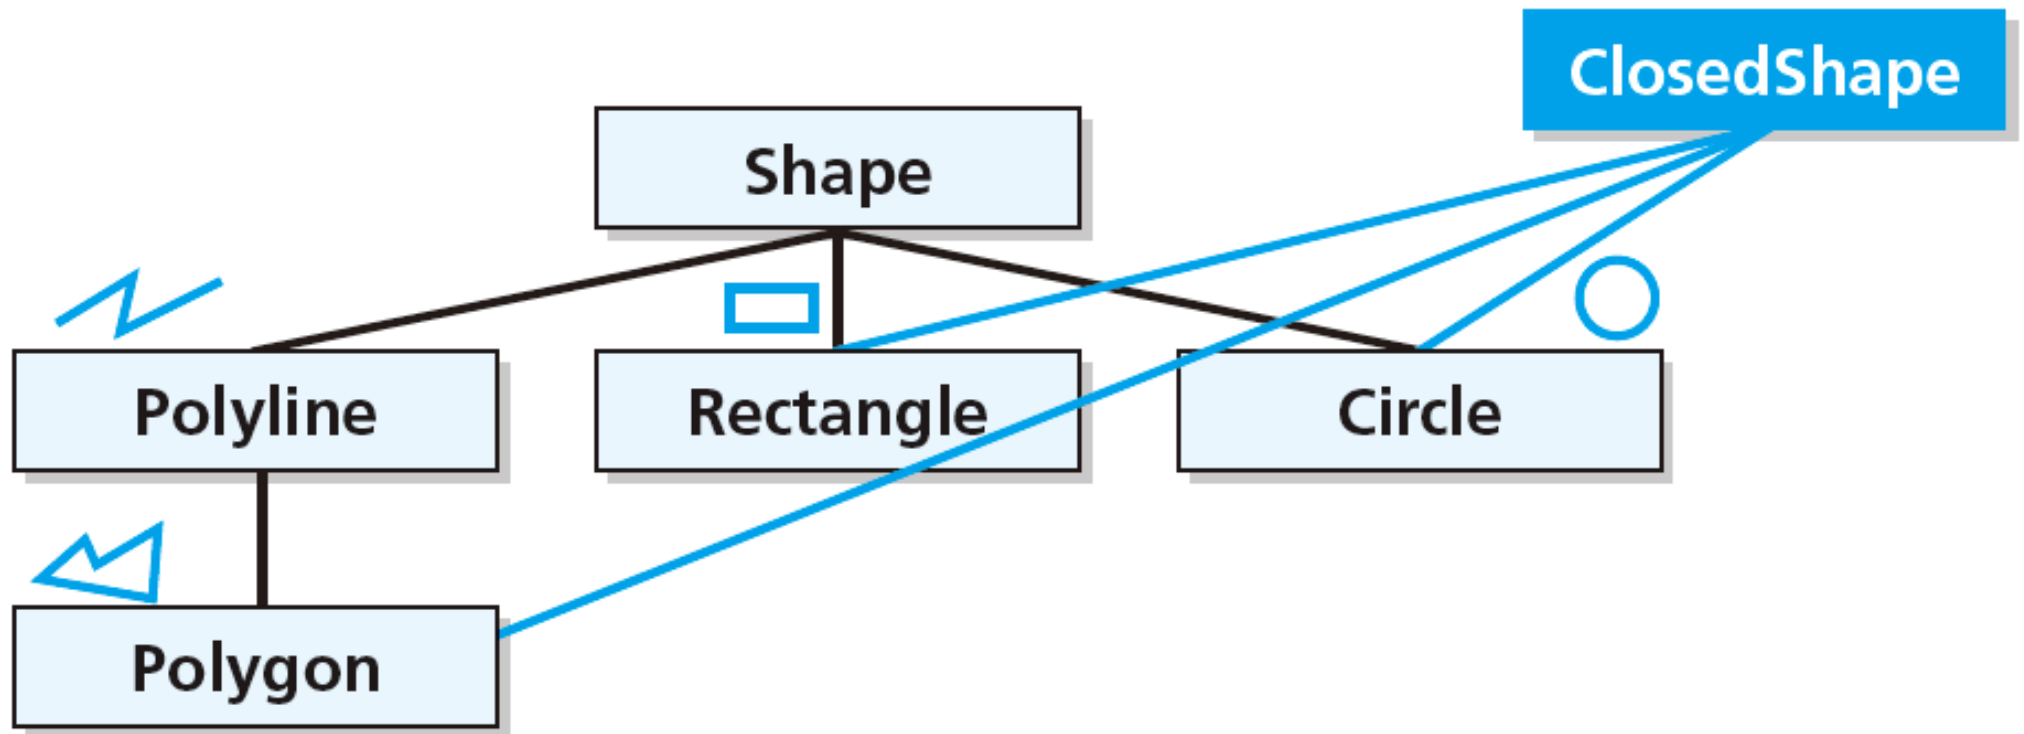 ClosedShape
Shape
Polyline
Rectangle
Circle
Polygon